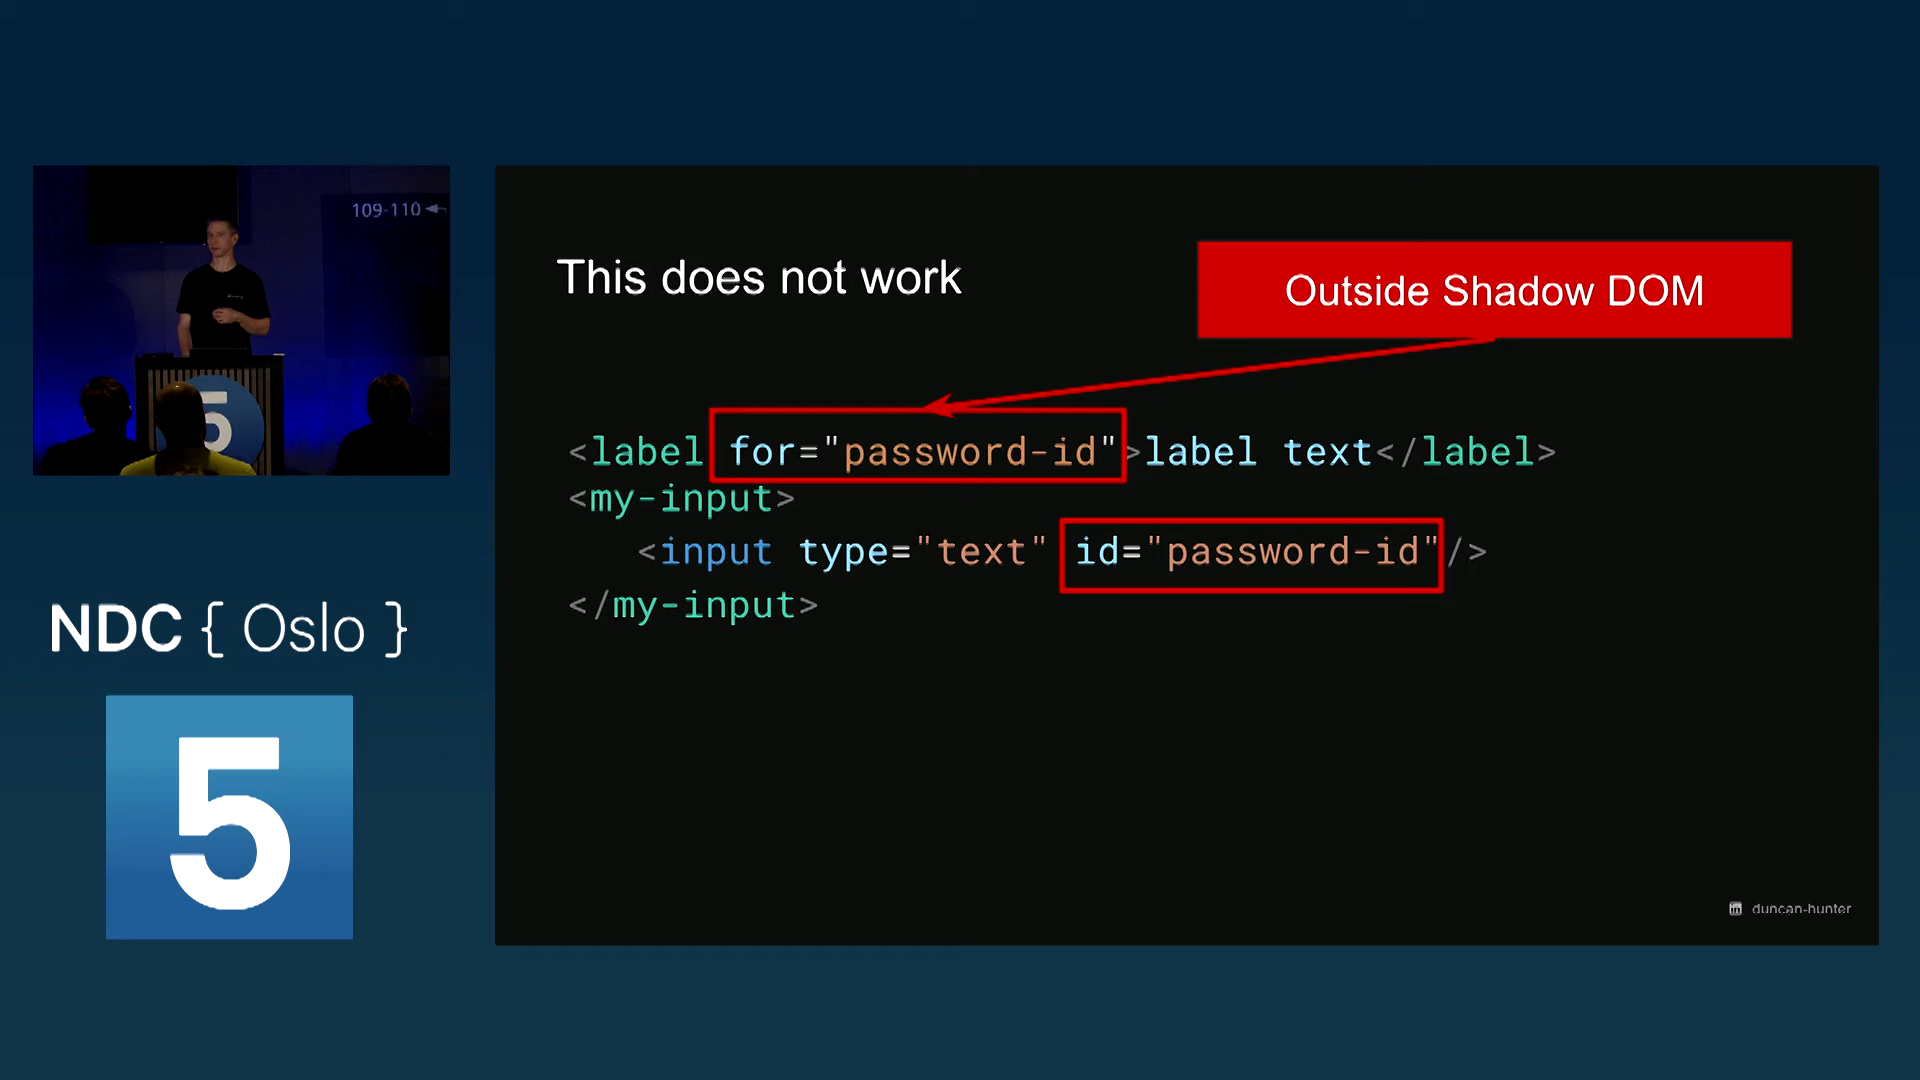 109-110
This does not work
Outside Shadow DOM
<label for="password-id">label text</label>
<my-input>
<input type="text" id="password-id"/>
</my-input>
NDC { Oslo }
5
5
duncan-hunter